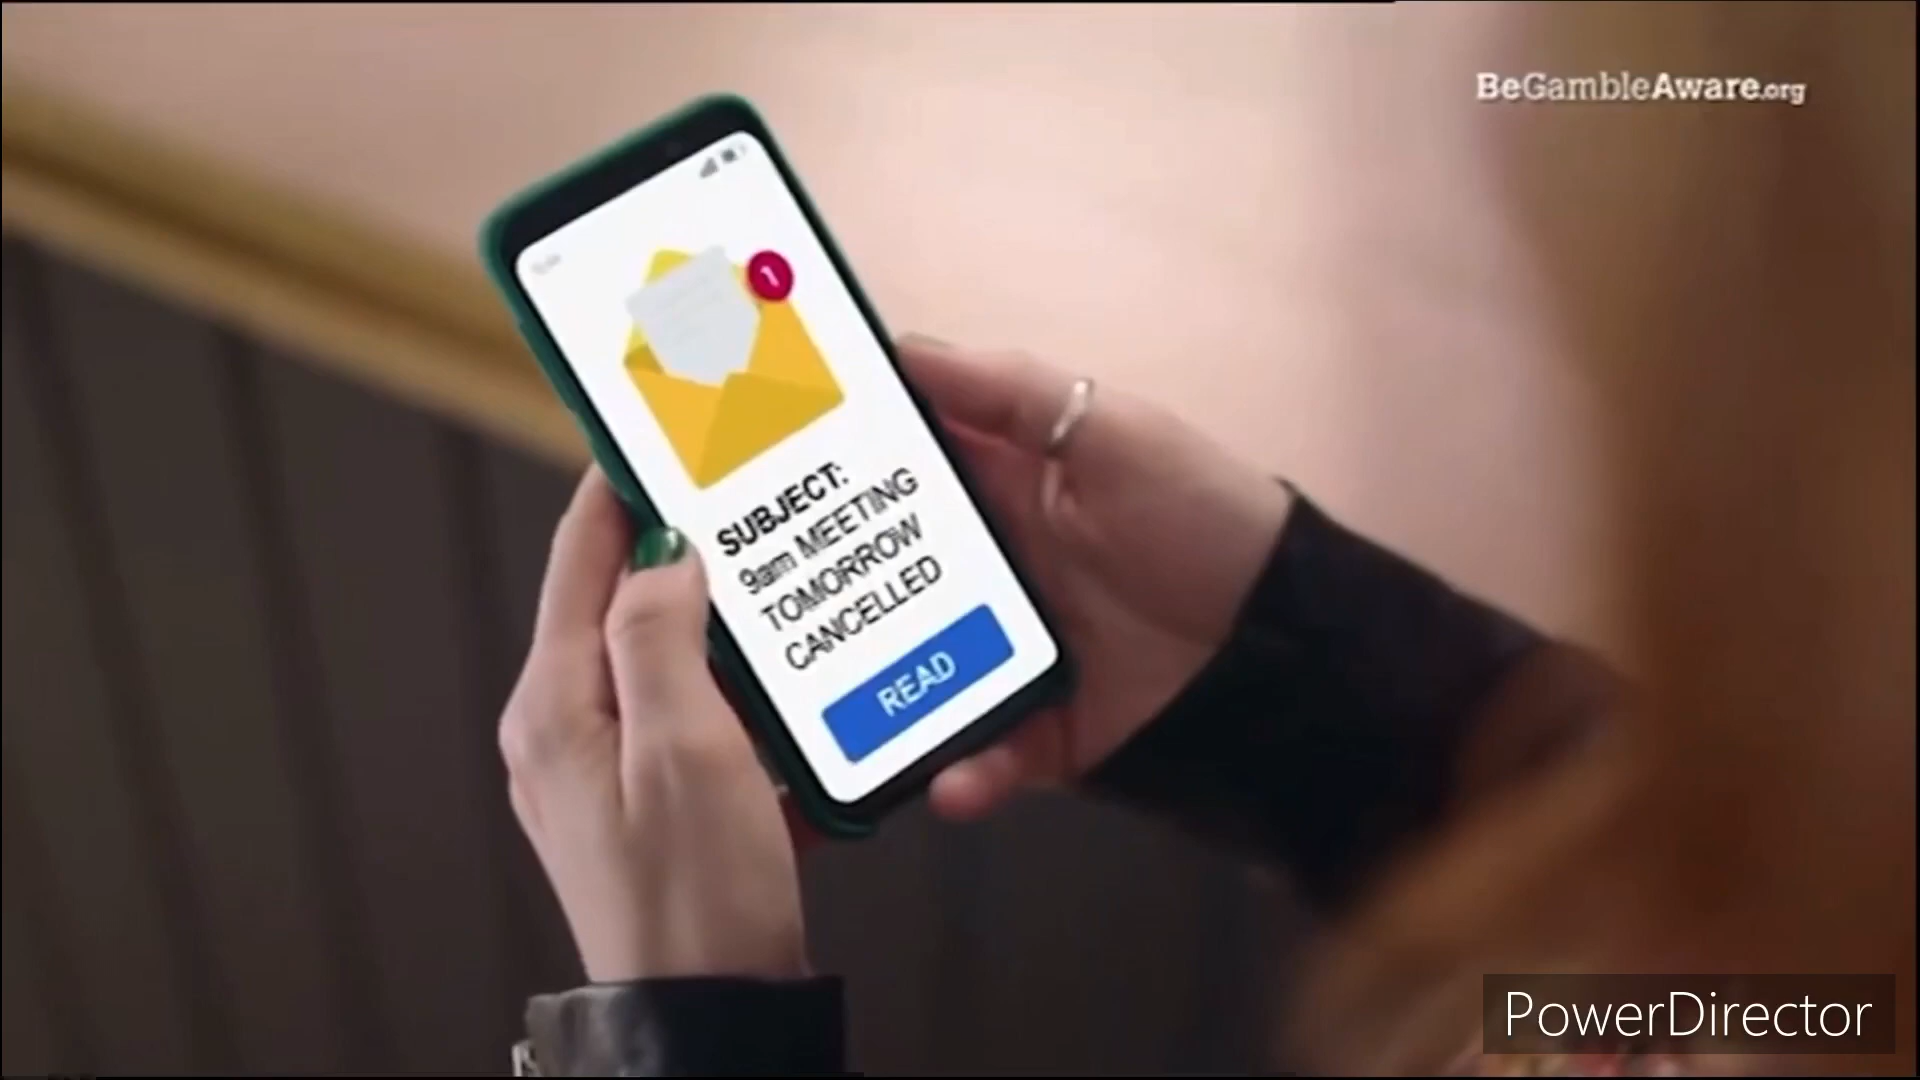 BeGambleAware.org
1
SUBJECT:
9am MEETING
TOMORROW
CANCELLED
READ
PowerDirector